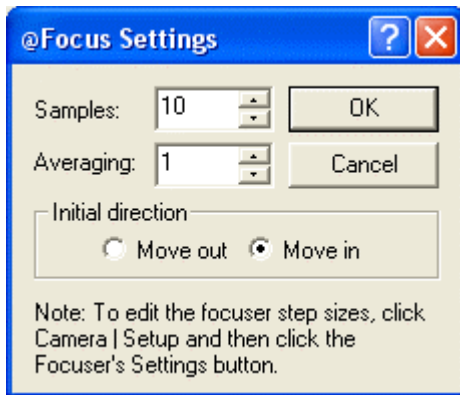 @Focus Settings
Samples: 10 OK
Averaging: 1 Cancel
Initial direction
Move out Move in
Note: To edit the focuser step sizes, click
Camera | Setup and then click the
Focuser's Settings button.